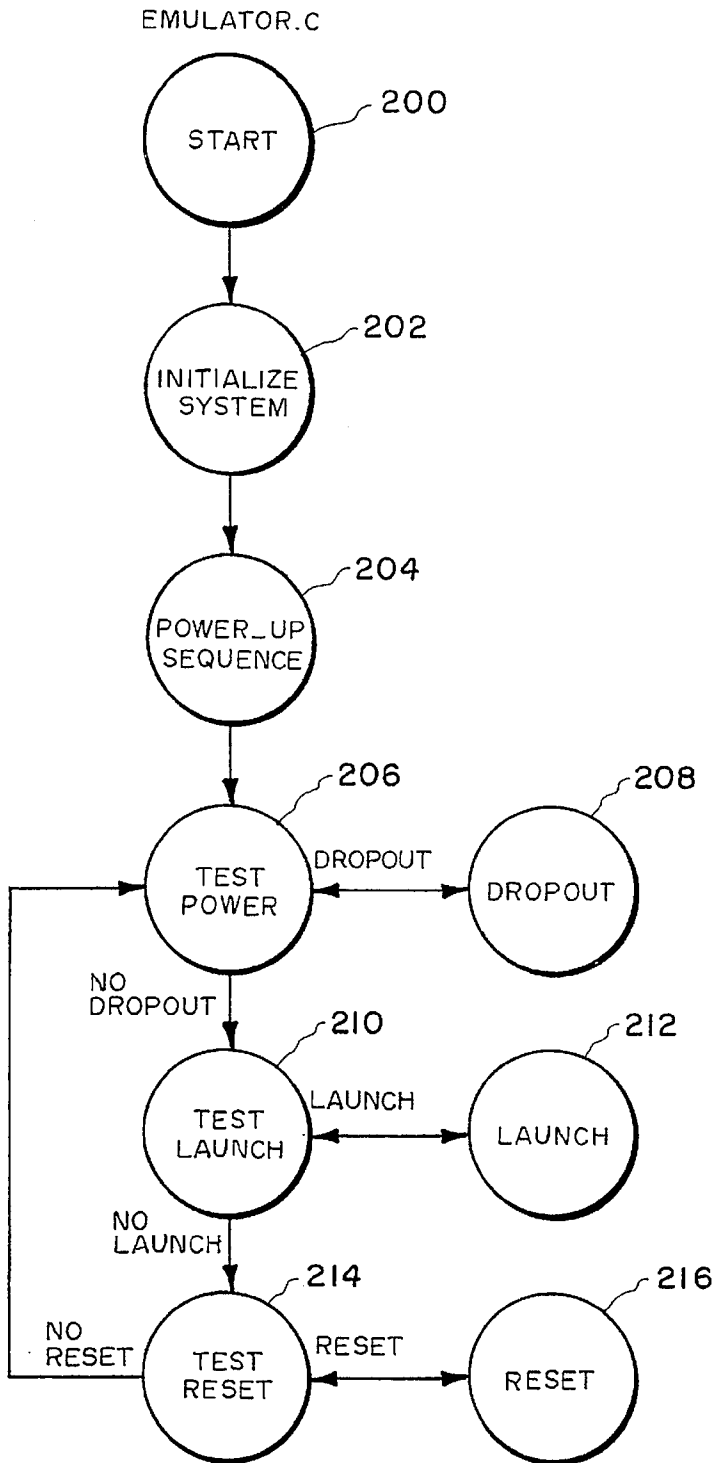 EMULATOR.C
200
START
202
INITIALIZE
SYSTEM
204
POWER_UP
SEQUENCE
206
208
TEST
POWER
DROPOUT
DROPOUT
NO
DROPOUT
210
212
TEST
LAUNCH
LAUNCH
LAUNCH
NO
LAUNCH
214
216
NO
RESET
TEST
RESET
RESET
RESET